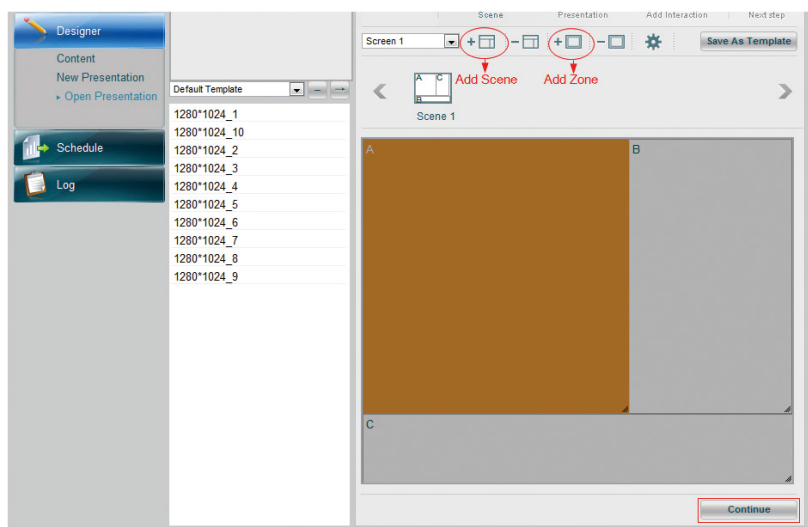 Designer
Content
New Presentation
▸ Open Presentation
Schedule
Log
Default Template
1280*1024_1
1280*1024_10
1280*1024_2
1280*1024_3
1280*1024_4
1280*1024_5
1280*1024_6
1280*1024_7
1280*1024_8
1280*1024_9
Scene Presentation Add Interaction Next step
Screen 1 Save As Template
Add Scene Add Zone
A C
B
Scene 1
A B
C
Continue